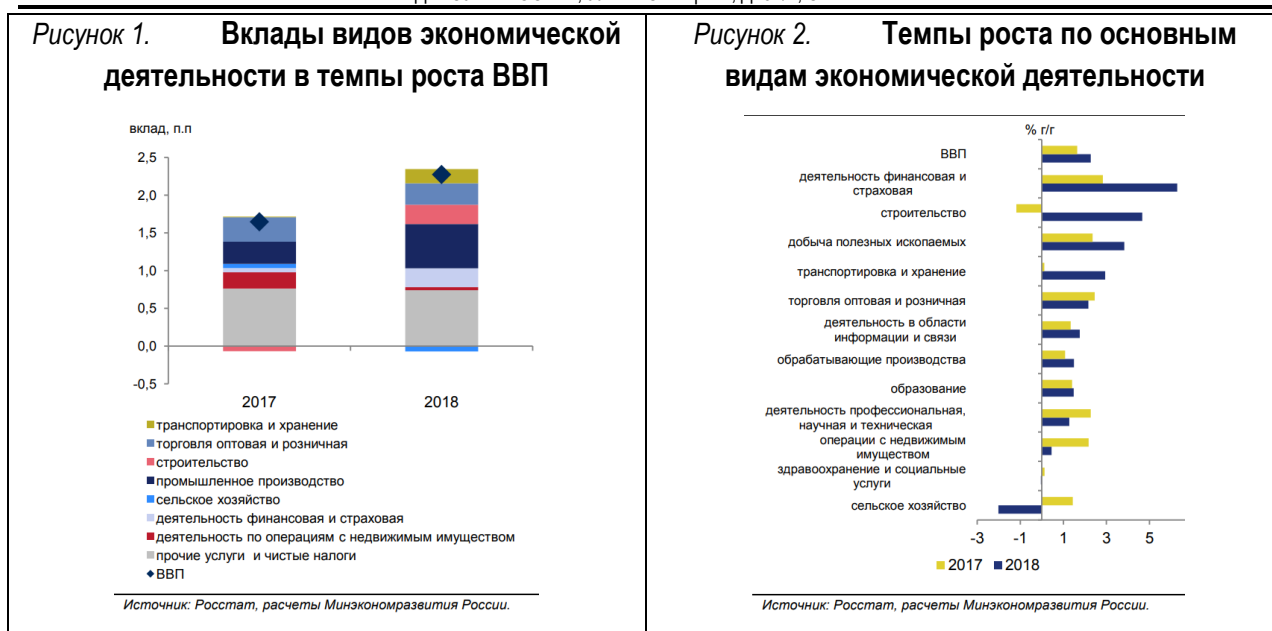 Рисунок 1. Вклады видов экономической
деятельности в темпы роста ВВП
вклад, п.п
2,5
2,0
1,5
1,0
0,5
0,0
-0,5
2017 2018
транспортировка и хранение
торговля оптовая и розничная
строительство
промышленное производство
сельское хозяйство
деятельность финансовая и страховая
деятельность по операциям с недвижимым имуществом
прочие услуги и чистые налоги
ВВП
Источник: Росстат, расчеты Минэкономразвития России.
Рисунок 2. Темпы роста по основным
видам экономической деятельности
% г/г
ВВП
деятельность финансовая и
страховая
строительство
добыча полезных ископаемых
транспортировка и хранение
торговля оптовая и розничная
деятельность в области
информации и связи
обрабатывающие производства
образование
деятельность профессиональная,
научная и техническая
операции с недвижимым
имуществом
здравоохранение и социальные
услуги
сельское хозяйство
-3 -1 1 3 5
2017 2018
Источник: Росстат, расчеты Минэкономразвития России.